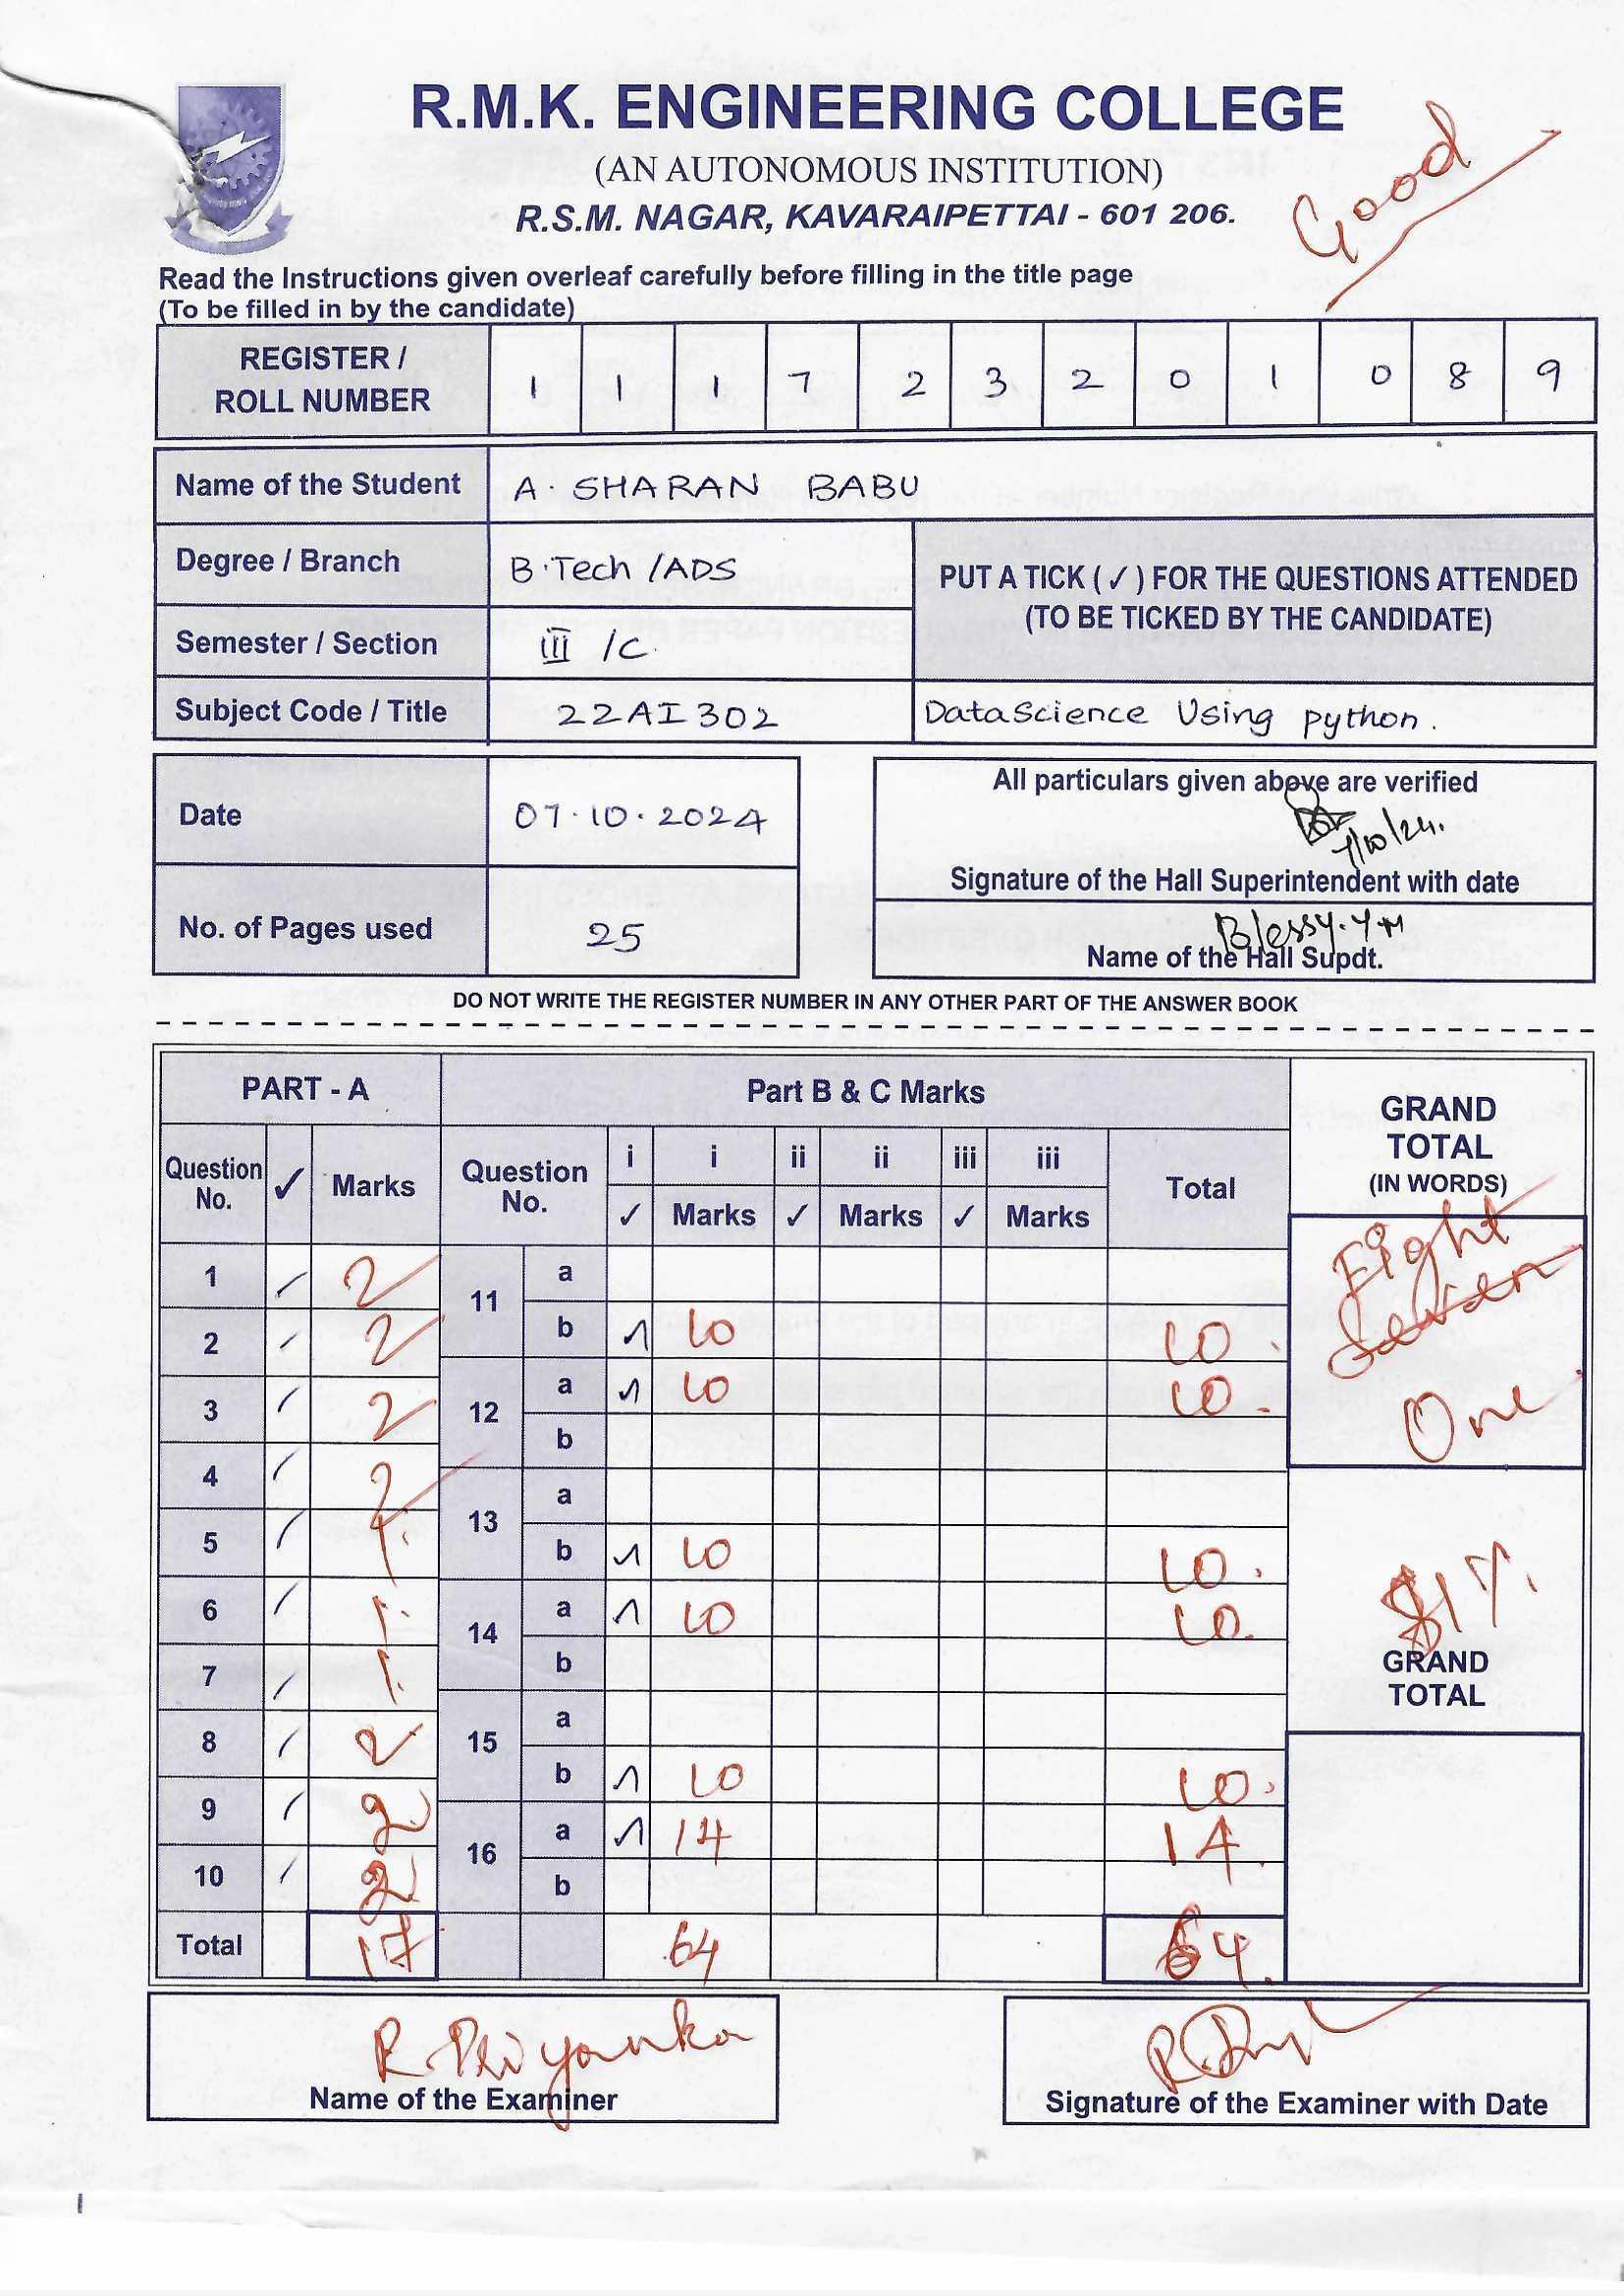 R.M.K. ENGINEERING COLLEGE
(AN AUTONOMOUS INSTITUTION)
R.S.M. NAGAR, KAVARAIPETTAI - 601 206.
Good
Read the Instructions given overleaf carefully before filling in the title page
(To be filled in by the candidate)
REGISTER / ROLL NUMBER 1 1 1 7 2 3 2 0 1 0 8 9
Name of the Student A. SHARAN BABU
Degree / Branch B.Tech /ADS
PUT A TICK (✓) FOR THE QUESTIONS ATTENDED
(TO BE TICKED BY THE CANDIDATE)
Semester / Section III /C.
Subject Code / Title 22AI302 DataScience Using python.
Date 07.10.2024
All particulars given above are verified
7/10/24.
Signature of the Hall Superintendent with date
No. of Pages used 25
Blessy.Y M
Name of the Hall Supdt.
DO NOT WRITE THE REGISTER NUMBER IN ANY OTHER PART OF THE ANSWER BOOK
PART - A Part B & C Marks
GRAND
TOTAL
(IN WORDS)
Question No. ✓ Marks Question No. i i ii ii iii iii Total
✓ Marks ✓ Marks ✓ Marks
Eight
One
1 ✓ 2
2 ✓ 2
3 ✓ 2
4 ✓ 2
5 ✓ 1.
6 ✓ 1.
7 ✓ 1.
8 ✓ 2
9 ✓ 2
10 ✓ 2
Total 17
11 a
b ✓ 10 10.
12 a ✓ 10 10.
b
13 a
b ✓ 10 10.
14 a ✓ 10 10.
b
15 a
b ✓ 10 10.
16 a ✓ 14 14.
b
64 64.
81%.
GRAND
TOTAL
R. Priyanka
Name of the Examiner
Signature of the Examiner with Date